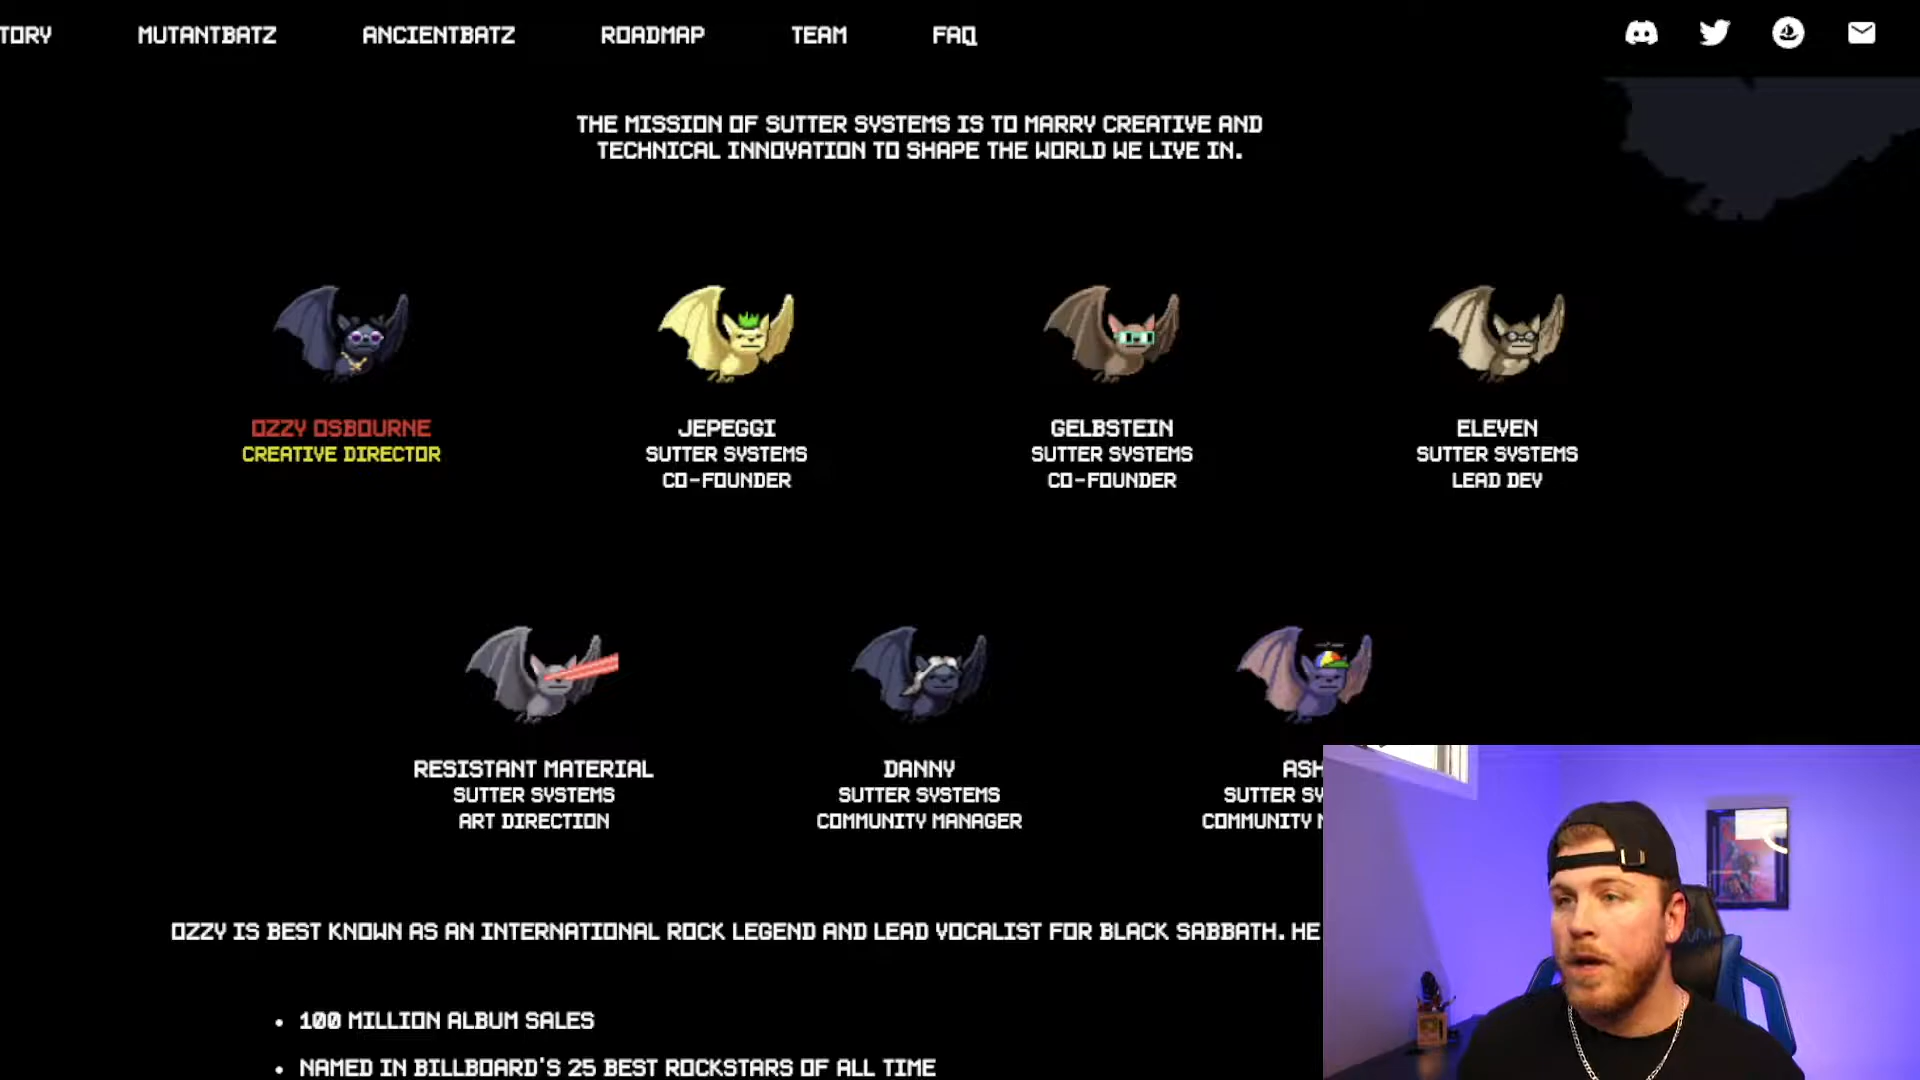 TORY MUTANTBATZ ANCIENTBATZ ROADMAP TEAM FAQ
THE MISSION OF SUTTER SYSTEMS IS TO MARRY CREATIVE AND
TECHNICAL INNOVATION TO SHAPE THE WORLD WE LIVE IN.
OZZY OSBOURNE
CREATIVE DIRECTOR
JEPEGGI
SUTTER SYSTEMS
CO-FOUNDER
GELBSTEIN
SUTTER SYSTEMS
CO-FOUNDER
ELEVEN
SUTTER SYSTEMS
LEAD DEV
RESISTANT MATERIAL
SUTTER SYSTEMS
ART DIRECTION
DANNY
SUTTER SYSTEMS
COMMUNITY MANAGER
ASH
SUTTER SY
COMMUNITY
OZZY IS BEST KNOWN AS AN INTERNATIONAL ROCK LEGEND AND LEAD VOCALIST FOR BLACK SABBATH. HE
• 100 MILLION ALBUM SALES
• NAMED IN BILLBOARD'S 25 BEST ROCKSTARS OF ALL TIME